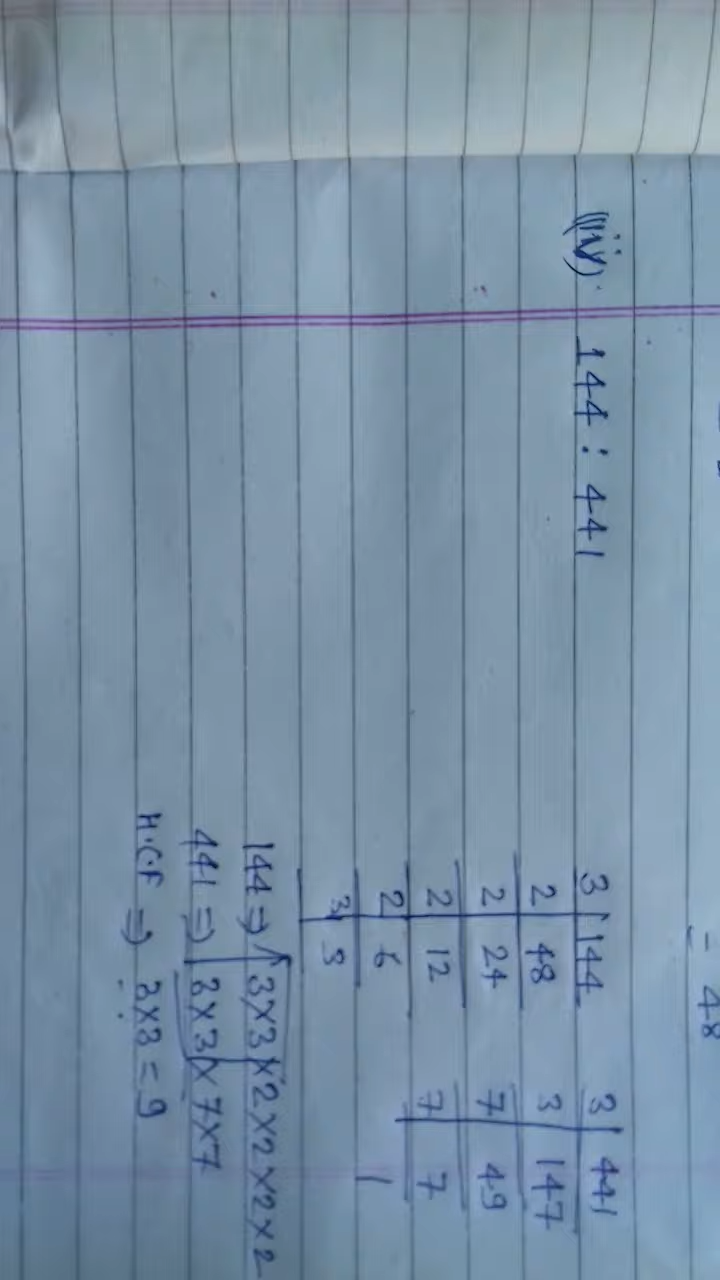 - 48
(iv). 144 : 441
3 144 3 441
2 48 3 147
2 24 7 49
2 12 7 7
2 6 1
3 3
144 ⇒ 3×3×2×2×2×2
441 ⇒ 3×3×7×7
H.C.F ⇒ 3×3 = 9